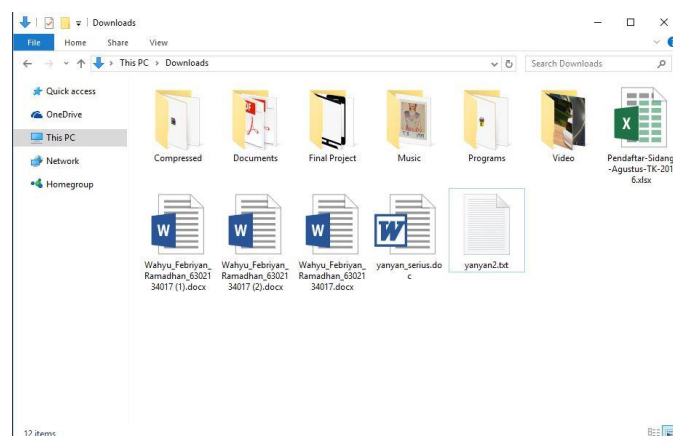 Downloads
File Home Share View
This PC > Downloads
Search Downloads
Quick access
OneDrive
This PC
Network
Homegroup
Compressed Documents Final Project Music Programs Video Pendaftar-Sidang
-Agustus-TK-201
6.xlsx
Wahyu_Febriyan_
Ramadhan_63021
34017 (1).docx
Wahyu_Febriyan_
Ramadhan_63021
34017 (2).docx
Wahyu_Febriyan_
Ramadhan_63021
34017.docx
yanyan_serius.do
c
yanyan2.txt
12 items